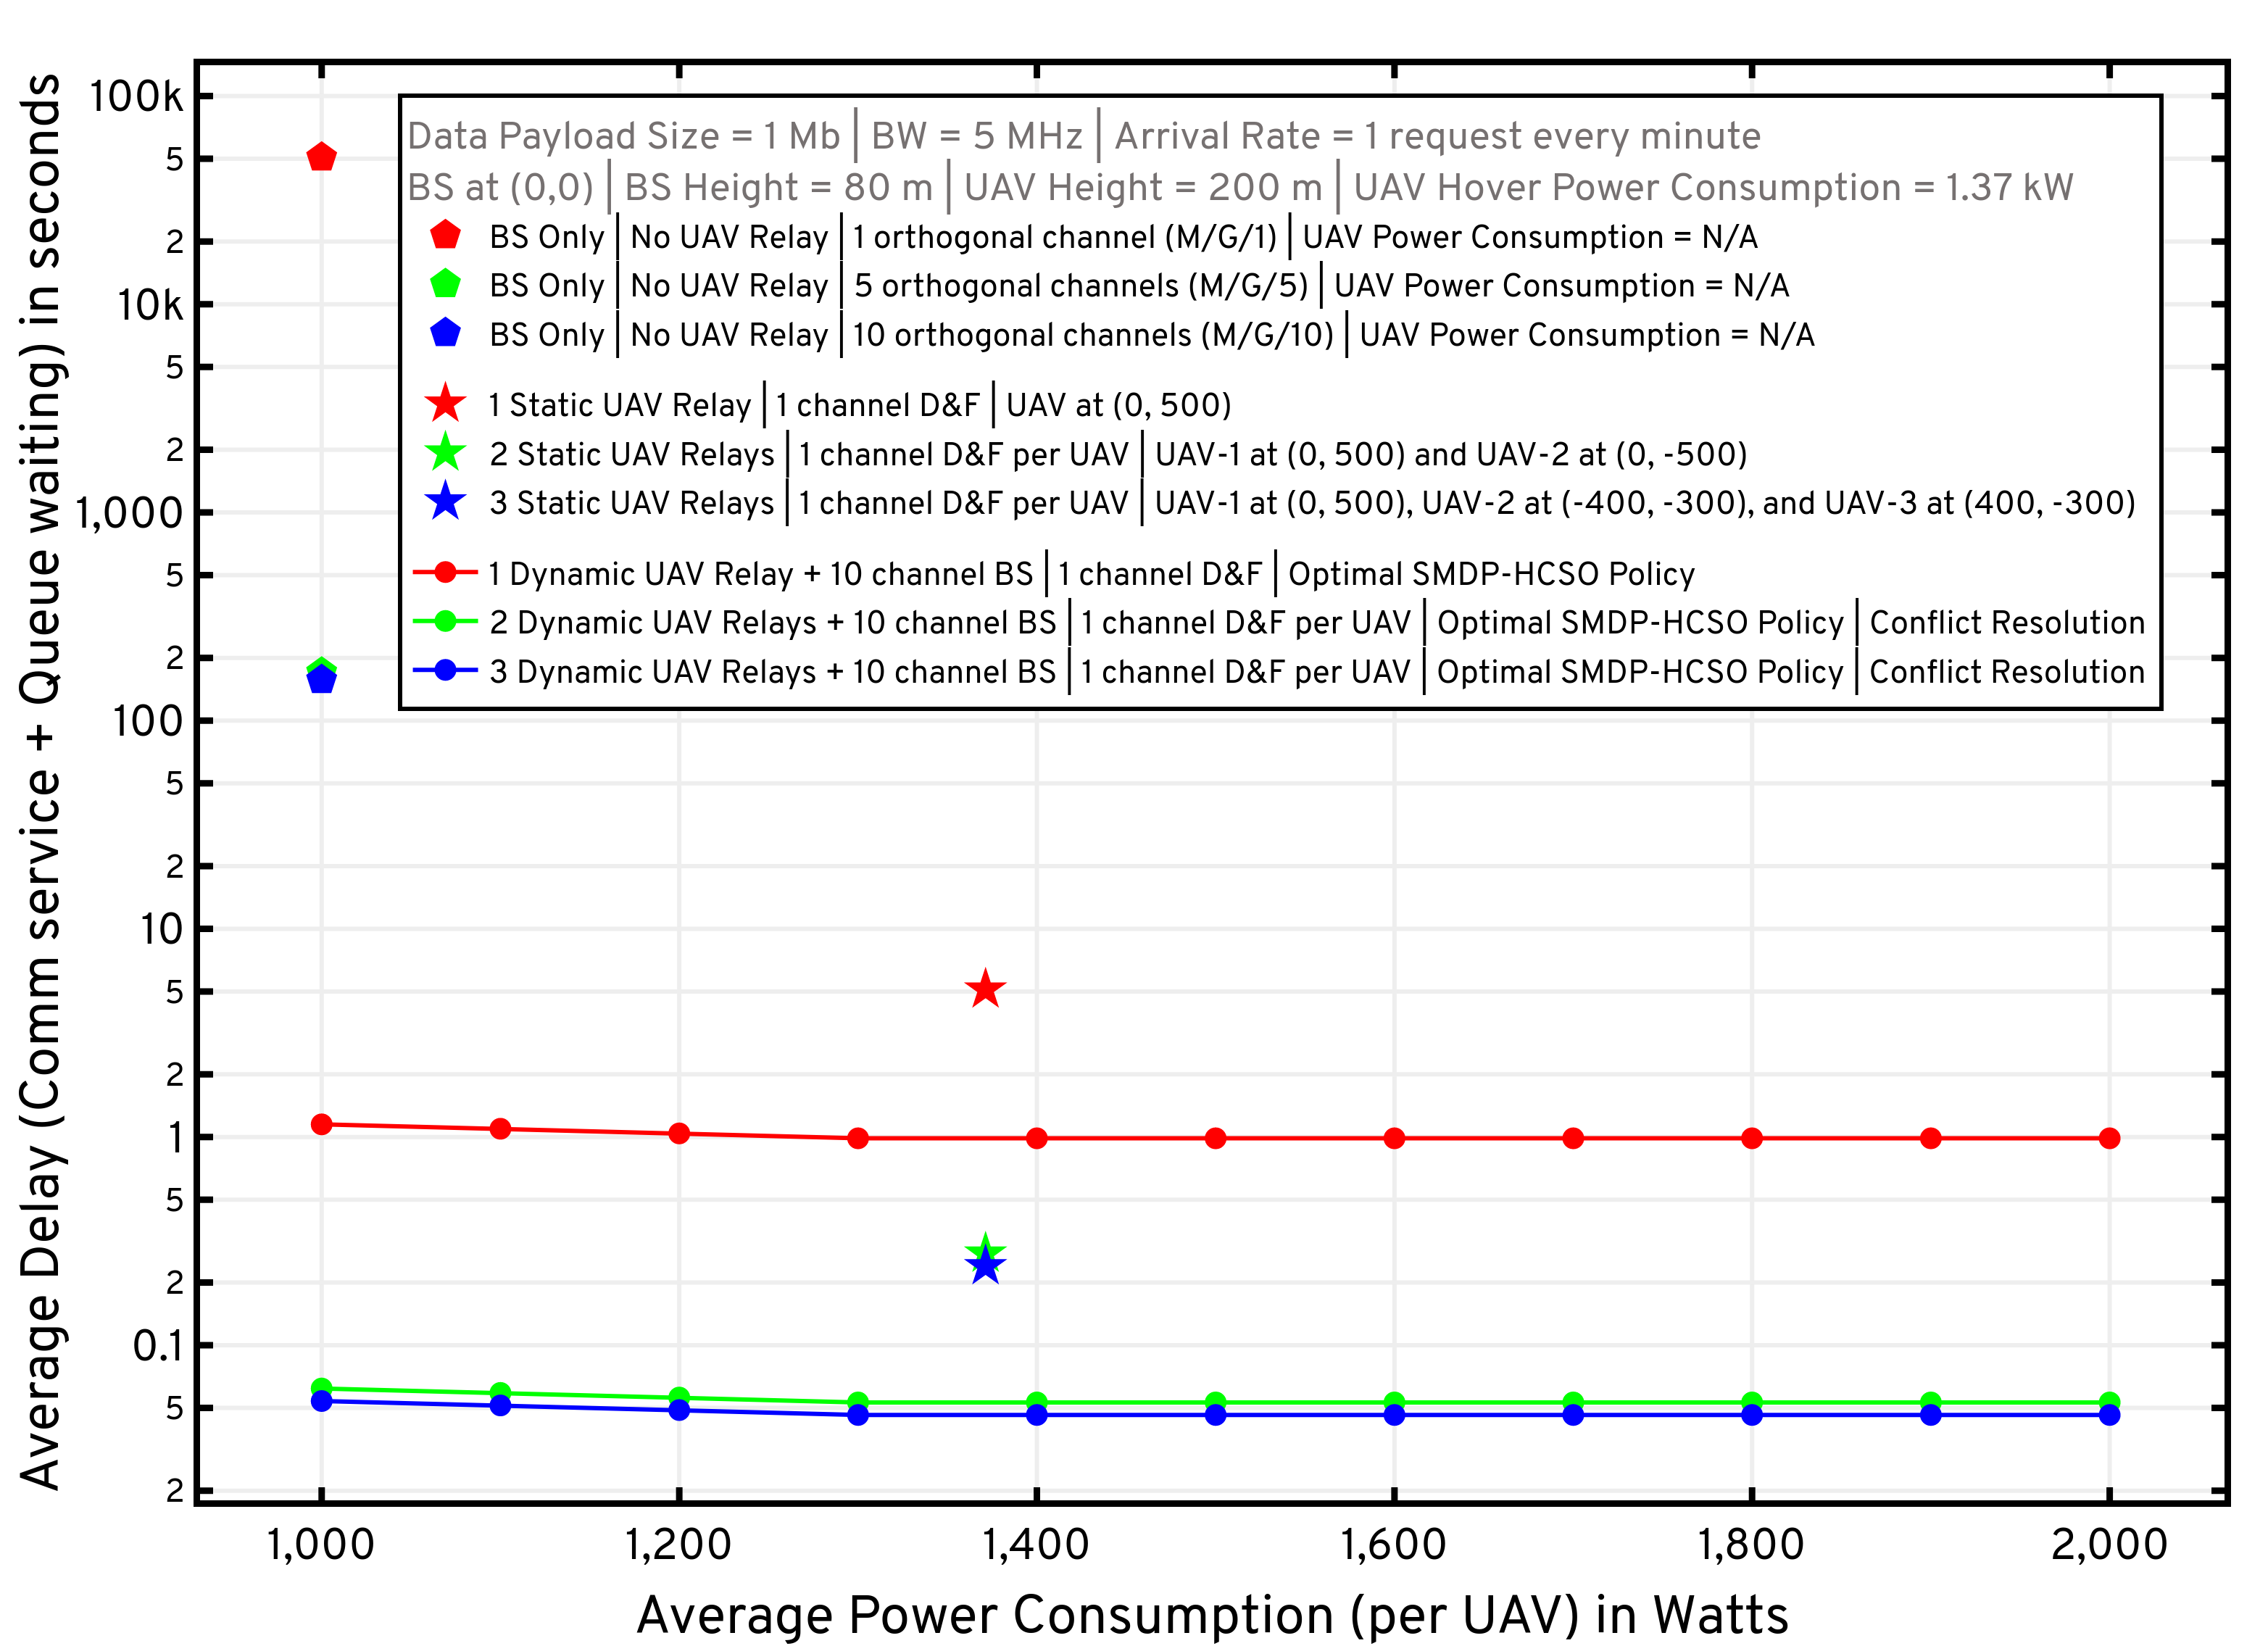 Average Delay (Comm service + Queue waiting) in seconds
100k
5
2
10k
5
2
1,000
5
2
100
5
2
10
5
2
1
5
2
0.1
5
2
Data Payload Size = 1 Mb | BW = 5 MHz | Arrival Rate = 1 request every minute
BS at (0,0) | BS Height = 80 m | UAV Height = 200 m | UAV Hover Power Consumption = 1.37 kW
BS Only | No UAV Relay | 1 orthogonal channel (M/G/1) | UAV Power Consumption = N/A
BS Only | No UAV Relay | 5 orthogonal channels (M/G/5) | UAV Power Consumption = N/A
BS Only | No UAV Relay | 10 orthogonal channels (M/G/10) | UAV Power Consumption = N/A
1 Static UAV Relay | 1 channel D&F | UAV at (0, 500)
2 Static UAV Relays | 1 channel D&F per UAV | UAV-1 at (0, 500) and UAV-2 at (0, -500)
3 Static UAV Relays | 1 channel D&F per UAV | UAV-1 at (0, 500), UAV-2 at (-400, -300), and UAV-3 at (400, -300)
1 Dynamic UAV Relay + 10 channel BS | 1 channel D&F | Optimal SMDP-HCSO Policy
2 Dynamic UAV Relays + 10 channel BS | 1 channel D&F per UAV | Optimal SMDP-HCSO Policy | Conflict Resolution
3 Dynamic UAV Relays + 10 channel BS | 1 channel D&F per UAV | Optimal SMDP-HCSO Policy | Conflict Resolution
1,000 1,200 1,400 1,600 1,800 2,000
Average Power Consumption (per UAV) in Watts